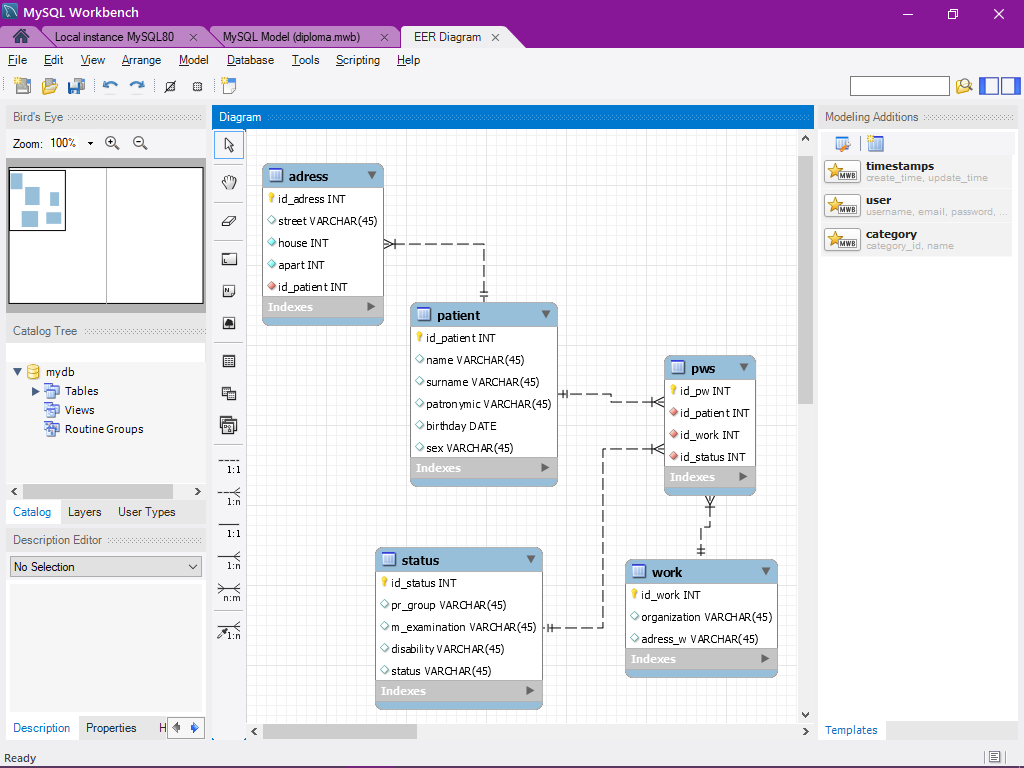 MySQL Workbench
Local instance MySQL80
MySQL Model (diploma.mwb)
EER Diagram
File Edit View Arrange Model Database Tools Scripting Help
Bird's Eye
Zoom: 100%
Catalog Tree
mydb
Tables
Views
Routine Groups
Catalog Layers User Types
Description Editor
No Selection
Description Properties H
Ready
Diagram
1:1
1:n
1:1
1:n
n:m
1:n
adress
id_adress INT
street VARCHAR(45)
house INT
apart INT
id_patient INT
Indexes
patient
id_patient INT
name VARCHAR(45)
surname VARCHAR(45)
patronymic VARCHAR(45)
birthday DATE
sex VARCHAR(45)
Indexes
pws
id_pw INT
id_patient INT
id_work INT
id_status INT
Indexes
status
id_status INT
pr_group VARCHAR(45)
m_examination VARCHAR(45)
disability VARCHAR(45)
status VARCHAR(45)
Indexes
work
id_work INT
organization VARCHAR(45)
adress_w VARCHAR(45)
Indexes
Modeling Additions
MWB
timestamps
create_time, update_time
MWB
user
username, email, password, ...
MWB
category
category_id, name
Templates